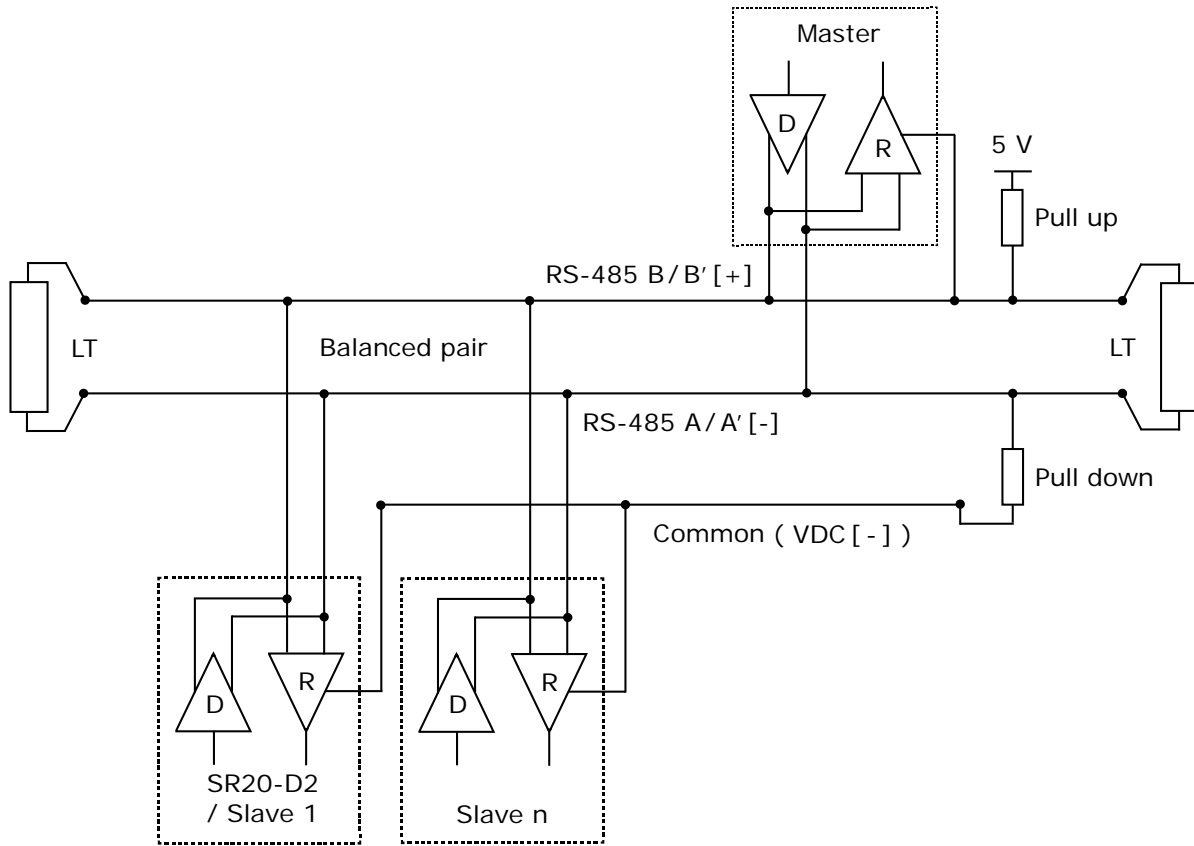 Master
D
R
5 V
Pull up
RS-485 B/B' [+]
LT
Balanced pair
LT
RS-485 A/A' [-]
Pull down
Common ( VDC [ - ] )
D
R
D
R
SR20-D2
/ Slave 1
Slave n